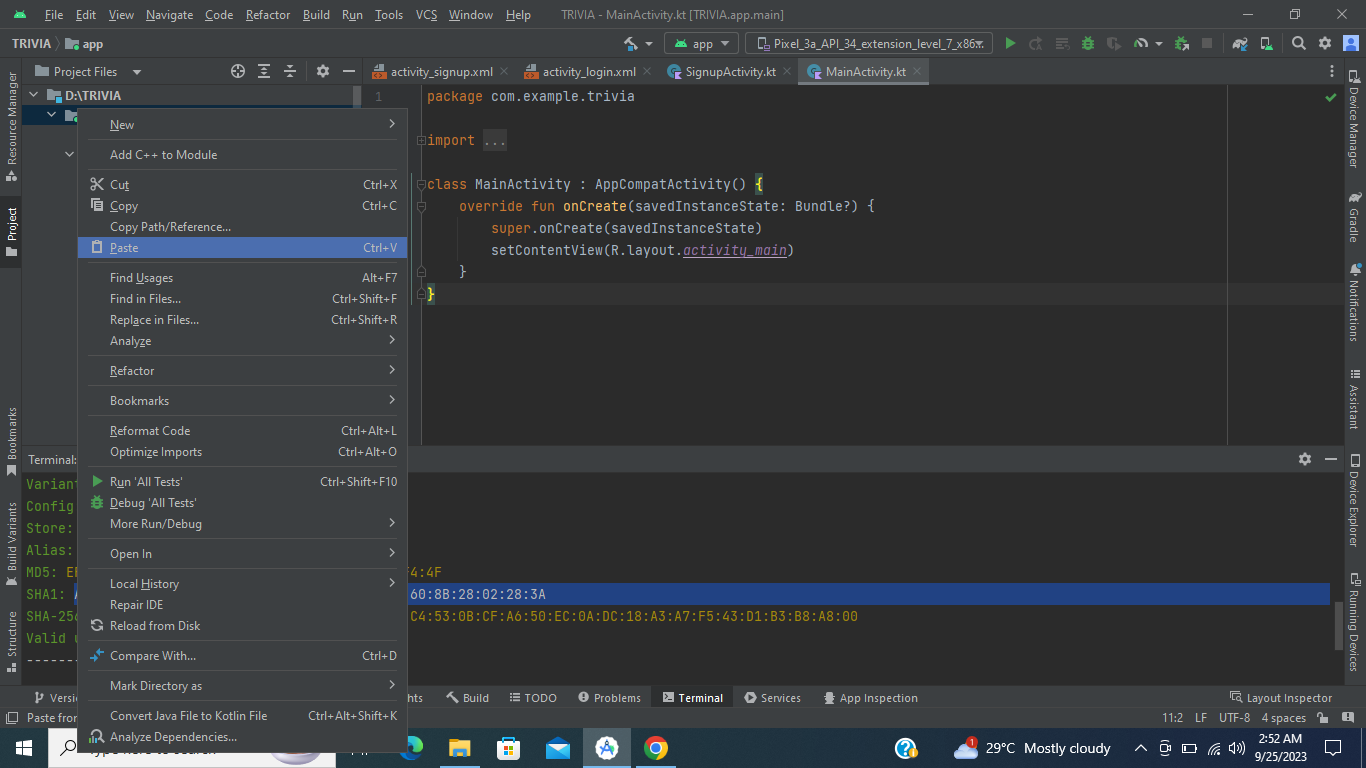 File Edit View Navigate Code Refactor Build Run Tools VCS Window Help TRIVIA - MainActivity.kt [TRIVIA.app.main]
TRIVIA app
app Pixel_3a_API_34_extension_level_7_x86
Project Files
activity_signup.xml activity_login.xml SignupActivity.kt MainActivity.kt
D:\TRIVIA
1 package com.example.trivia
import ...
class MainActivity : AppCompatActivity() {
override fun onCreate(savedInstanceState: Bundle?) {
super.onCreate(savedInstanceState)
setContentView(R.layout.activity_main)
}
}
New
Add C++ to Module
Cut Ctrl+X
Copy Ctrl+C
Copy Path/Reference...
Paste Ctrl+V
Find Usages Alt+F7
Find in Files... Ctrl+Shift+F
Replace in Files... Ctrl+Shift+R
Analyze
Refactor
Bookmarks
Reformat Code Ctrl+Alt+L
Optimize Imports Ctrl+Alt+O
Run 'All Tests' Ctrl+Shift+F10
Debug 'All Tests'
More Run/Debug
Open In
Local History
Repair IDE
Reload from Disk
Compare With... Ctrl+D
Mark Directory as
Convert Java File to Kotlin File Ctrl+Alt+Shift+K
Analyze Dependencies...
Resource Manager
Project
Bookmarks
Build Variants
Structure
Device Manager
Gradle
Notifications
Assistant
Device Explorer
Running Devices
Terminal:
Variant
Config
Store:
Alias:
MD5: F4:4F
SHA1: 60:8B:28:02:28:3A
SHA-256 C4:53:0B:CF:A6:50:EC:0A:DC:18:A3:A7:F5:43:D1:B3:B8:A8:00
Valid
----------
Build TODO Problems Terminal Services App Inspection Layout Inspector
Paste from 11:2 LF UTF-8 4 spaces
29°C Mostly cloudy 2:52 AM
9/25/2023